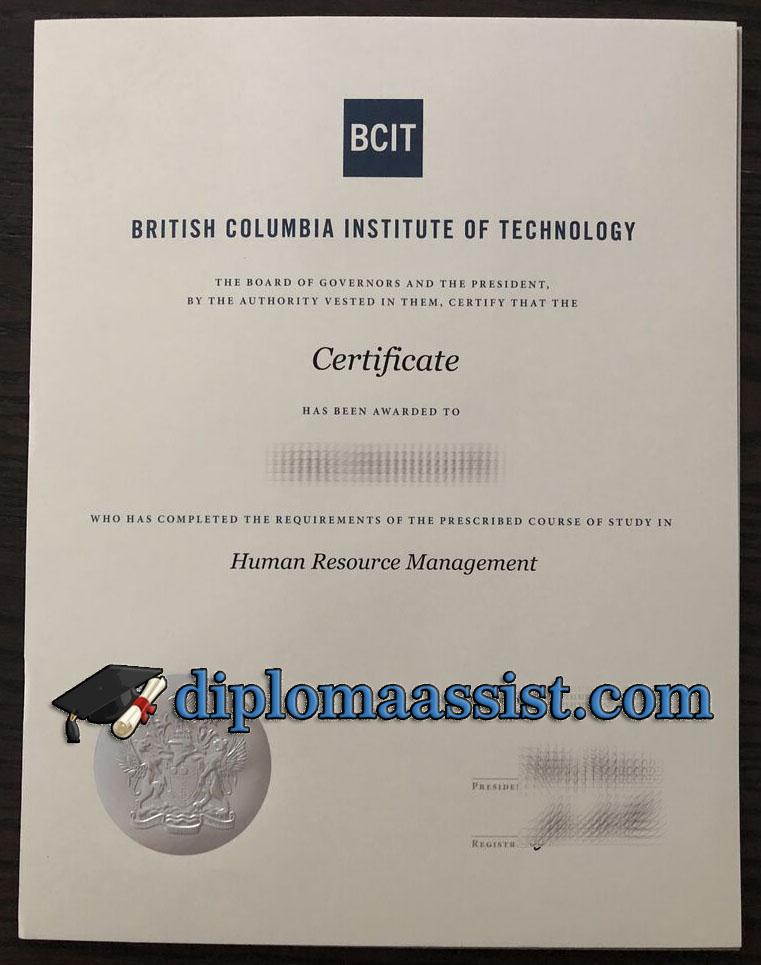 BCIT
BRITISH COLUMBIA INSTITUTE OF TECHNOLOGY
THE BOARD OF GOVERNORS AND THE PRESIDENT,
BY THE AUTHORITY VESTED IN THEM, CERTIFY THAT THE
Certificate
HAS BEEN AWARDED TO
WHO HAS COMPLETED THE REQUIREMENTS OF THE PRESCRIBED COURSE OF STUDY IN
Human Resource Management
diplomaassist.com